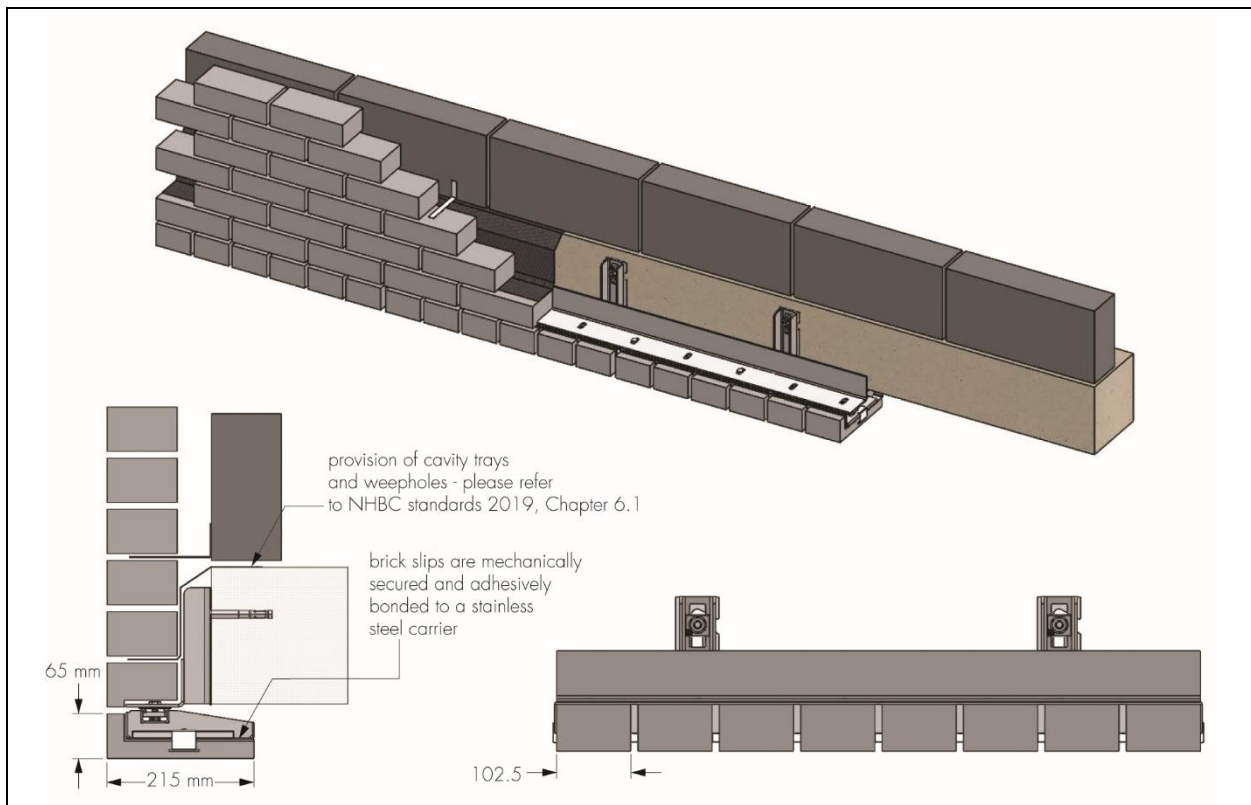 provision of cavity trays
and weepholes - please refer
to NHBC standards 2019, Chapter 6.1
brick slips are mechanically
secured and adhesively
bonded to a stainless
steel carrier
65 mm
215 mm
102.5